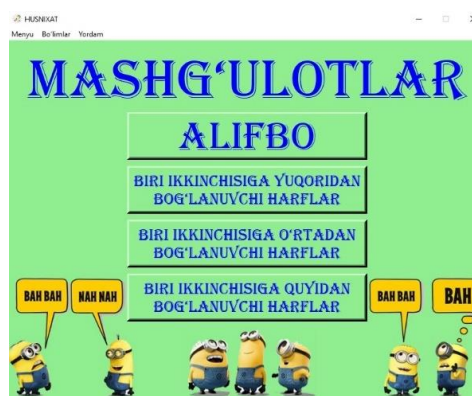 HUSNIXAT
Menyu Bo'limlar Yordam
MASHG‘ULOTLAR
ALIFBO
BIRI IKKINCHISIGA YUQORIDAN
BOG‘LANUVCHI HARFLAR
BIRI IKKINCHISIGA O‘RTADAN
BOG‘LANUVCHI HARFLAR
BIRI IKKINCHISIGA QUYIDAN
BOG‘LANUVCHI HARFLAR
BAH BAH
NAH NAH
BAH BAH
BAH